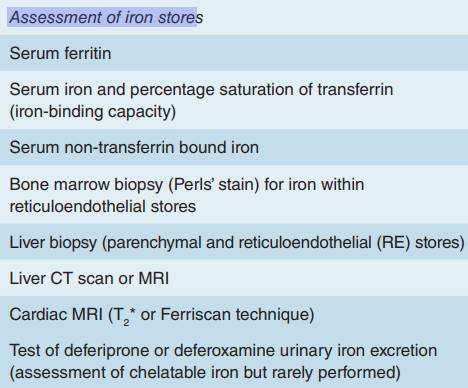 Assessment of iron stores
Serum ferritin
Serum iron and percentage saturation of transferrin
(iron-binding capacity)
Serum non-transferrin bound iron
Bone marrow biopsy (Perls’ stain) for iron within
reticuloendothelial stores
Liver biopsy (parenchymal and reticuloendothelial (RE) stores)
Liver CT scan or MRI
Cardiac MRI (T₂* or Ferriscan technique)
Test of deferiprone or deferoxamine urinary iron excretion
(assessment of chelatable iron but rarely performed)